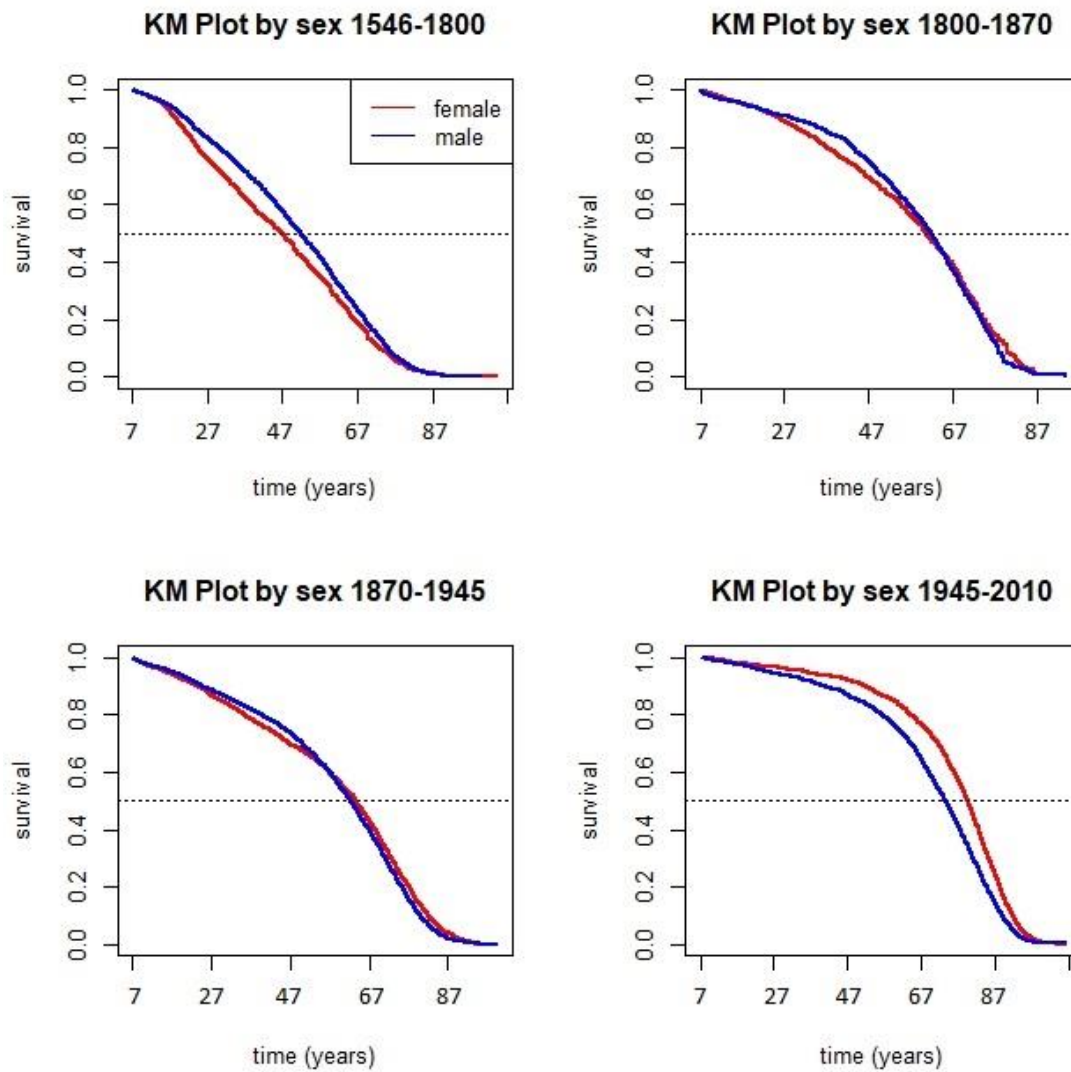 KM Plot by sex 1546-1800
survival
1.0
0.8
0.6
0.4
0.2
0.0
female
male
7 27 47 67 87
time (years)
KM Plot by sex 1800-1870
survival
1.0
0.8
0.6
0.4
0.2
0.0
7 27 47 67 87
time (years)
KM Plot by sex 1870-1945
survival
1.0
0.8
0.6
0.4
0.2
0.0
7 27 47 67 87
time (years)
KM Plot by sex 1945-2010
survival
1.0
0.8
0.6
0.4
0.2
0.0
7 27 47 67 87
time (years)